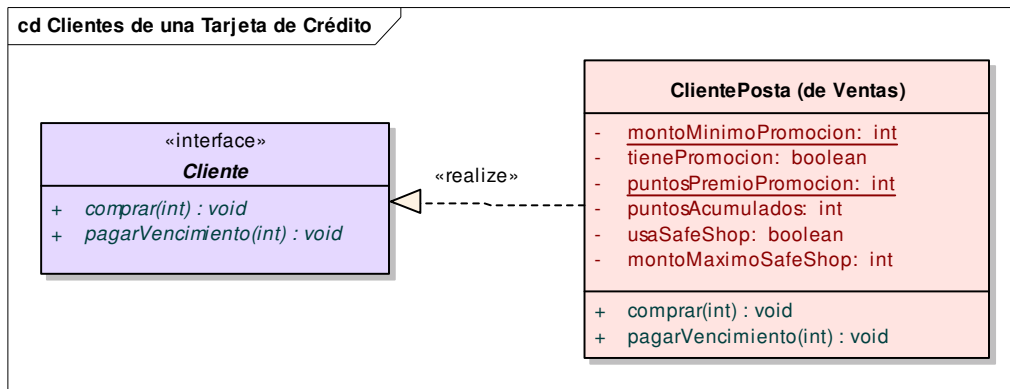 cd Clientes de una Tarjeta de Crédito
«interface»
Cliente
+ comprar(int) : void
+ pagarVencimiento(int) : void
«realize»
ClientePosta (de Ventas)
- montoMinimoPromocion: int
- tienePromocion: boolean
- puntosPremioPromocion: int
- puntosAcumulados: int
- usaSafeShop: boolean
- montoMaximoSafeShop: int
+ comprar(int) : void
+ pagarVencimiento(int) : void